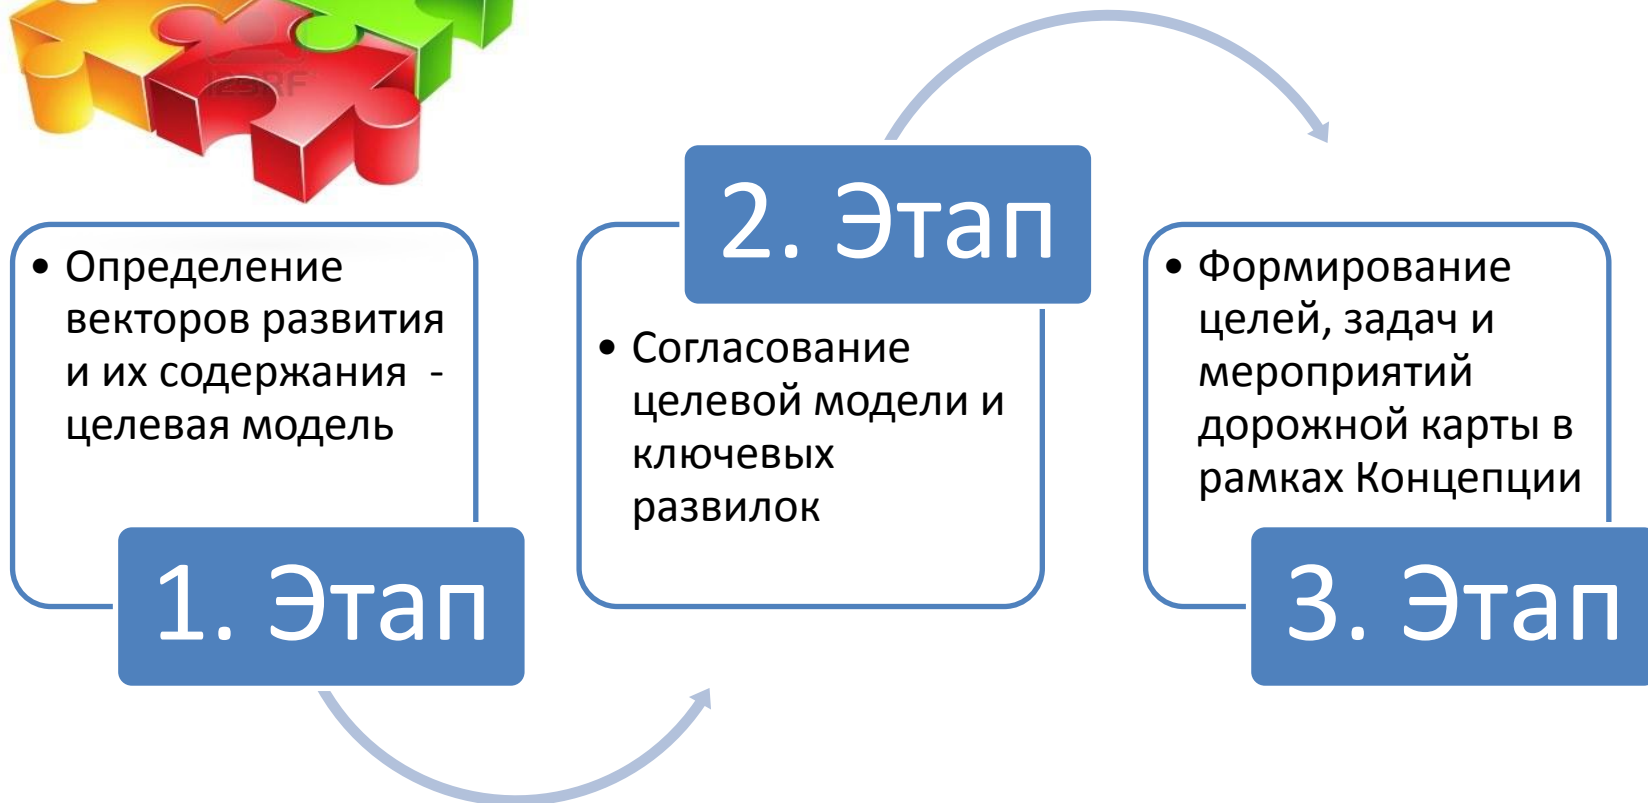 • Определение
векторов развития
и их содержания -
целевая модель
1. Этап
2. Этап
• Согласование
целевой модели и
ключевых
развилок
• Формирование
целей, задач и
мероприятий
дорожной карты в
рамках Концепции
3. Этап